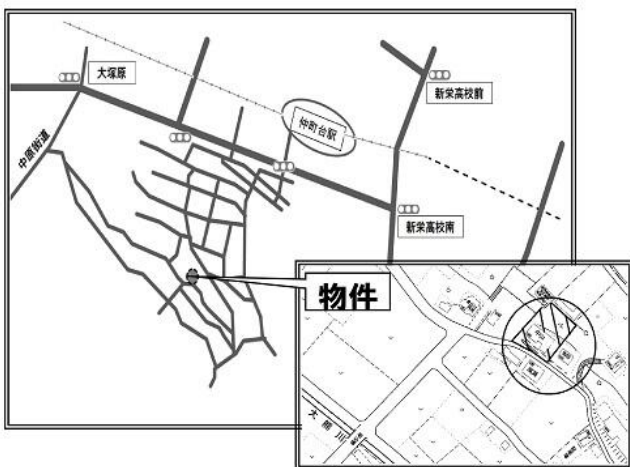 大塚原
仲町台駅
新栄高校前
中原街道
新栄高校南
物件
大熊川